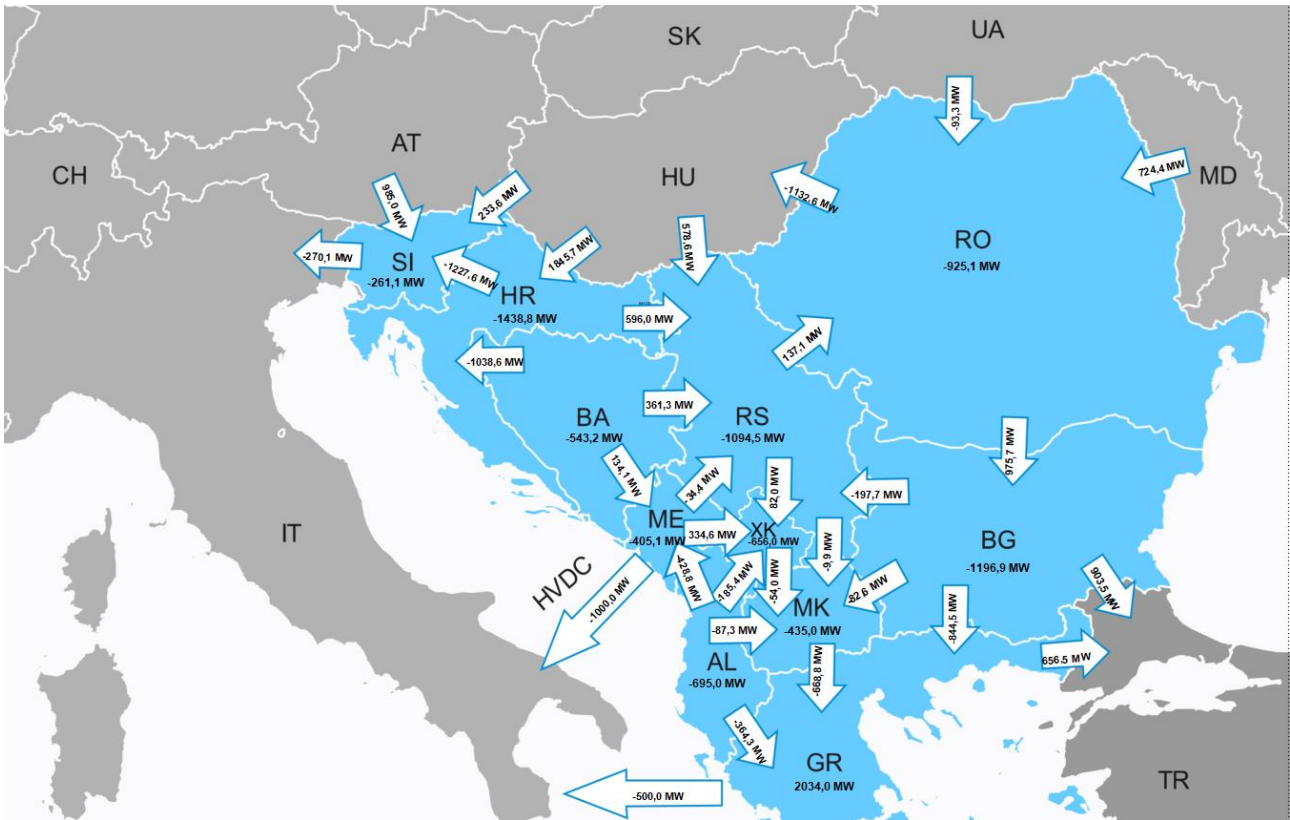 SK
UA
-93,3 MW
AT
CH
HU
MD
724,4 MW
-1132,6 MW
985,0 MW
233,6 MW
578,6 MW
1845,7 MW
RO
-925,1 MW
-270,1 MW
SI
-261,1 MW
-1227,6 MW
HR
-1438,8 MW
596,0 MW
137,1 MW
-1038,6 MW
361,3 MW
BA
-543,2 MW
RS
-1094,5 MW
975,7 MW
134,1 MW
-34,4 MW
82,0 MW
-197,7 MW
ME
-405,1 MW
334,6 MW
XK
-656,0 MW
-9,9 MW
BG
-1196,9 MW
IT
HVDC
-1000,0 MW
428,8 MW
-185,4 MW
-54,0 MW
-82,6 MW
903,5 MW
MK
-435,0 MW
-844,5 MW
-87,3 MW
AL
-695,0 MW
-668,8 MW
656,5 MW
-364,3 MW
GR
2034,0 MW
-500,0 MW
TR